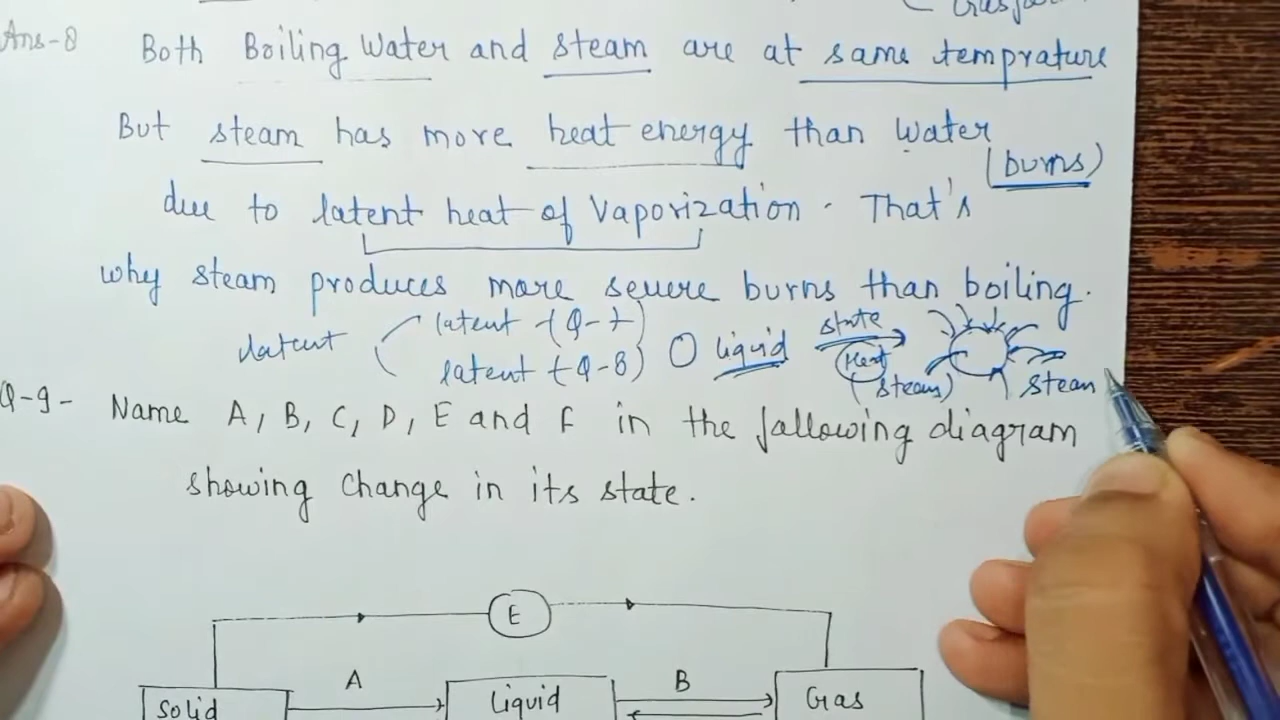 Ans-8 Both Boiling Water and steam are at same temprature
But steam has more heat energy than water
(burns)
due to latent heat of Vaporization. That's
why steam produces more severe burns than boiling.
latent latent (Q-7) liquid state
latent (Q-8) Heat
(steam) steam
Q-9- Name A, B, C, D, E and F in the following diagram
showing change in its state.
E
A B
Solid Liquid Gas